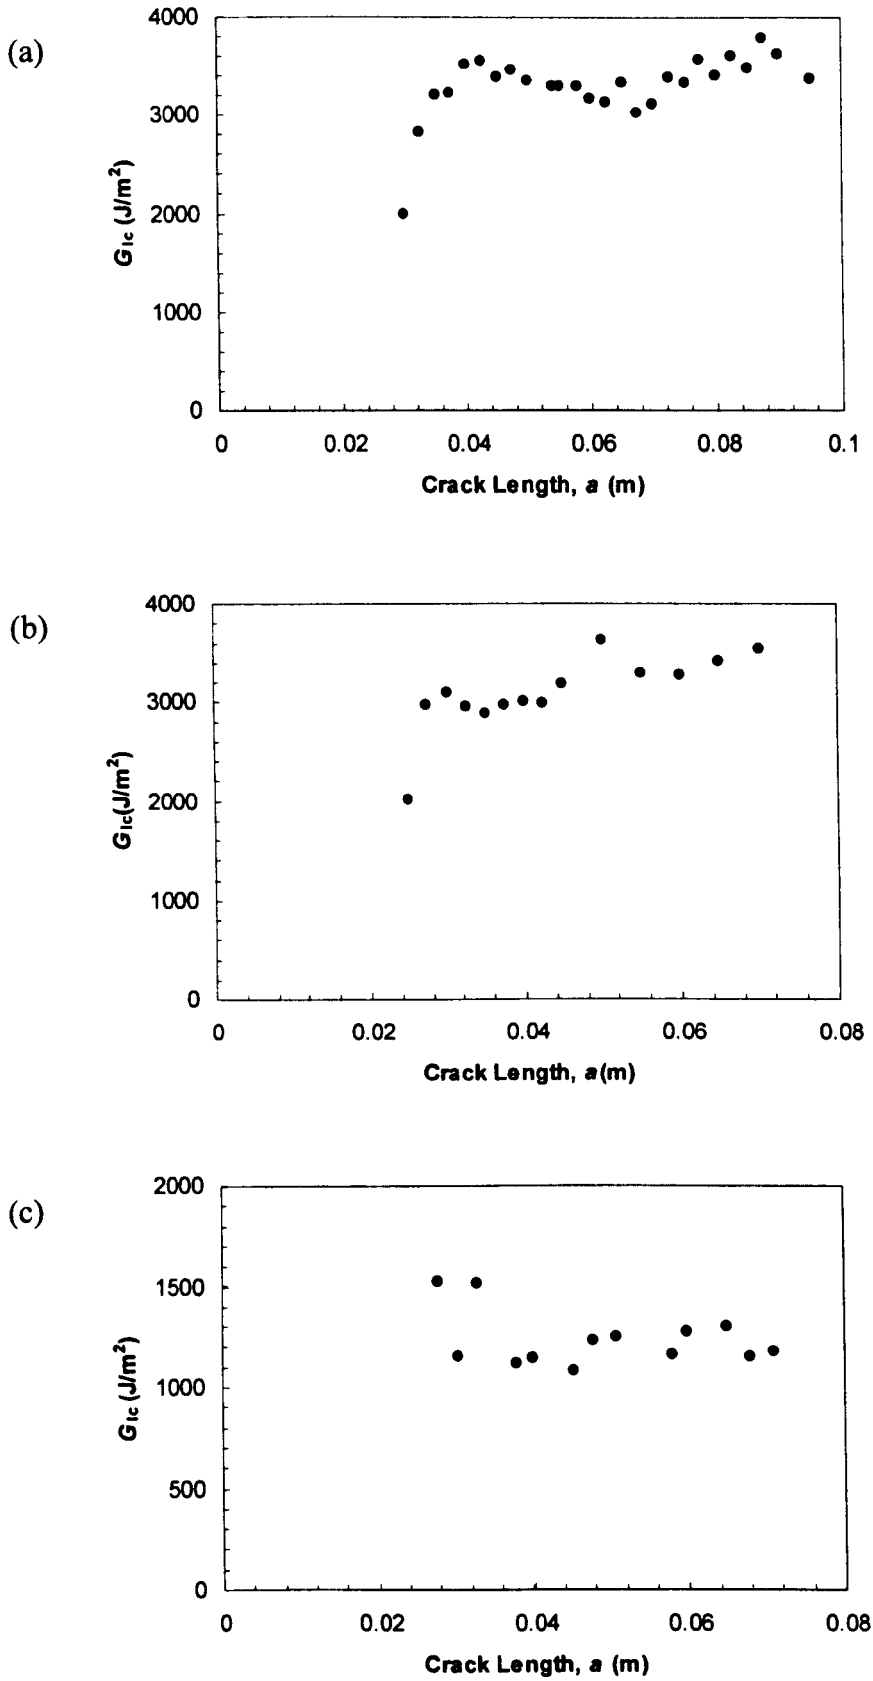 (a)
4000
3000
2000
1000
0
G_Ic (J/m²)
0 0.02 0.04 0.06 0.08 0.1
Crack Length, a (m)
(b)
4000
3000
2000
1000
0
G_Ic(J/m²)
0 0.02 0.04 0.06 0.08
Crack Length, a(m)
(c)
2000
1500
1000
500
0
G_Ic (J/m²)
0 0.02 0.04 0.06 0.08
Crack Length, a (m)